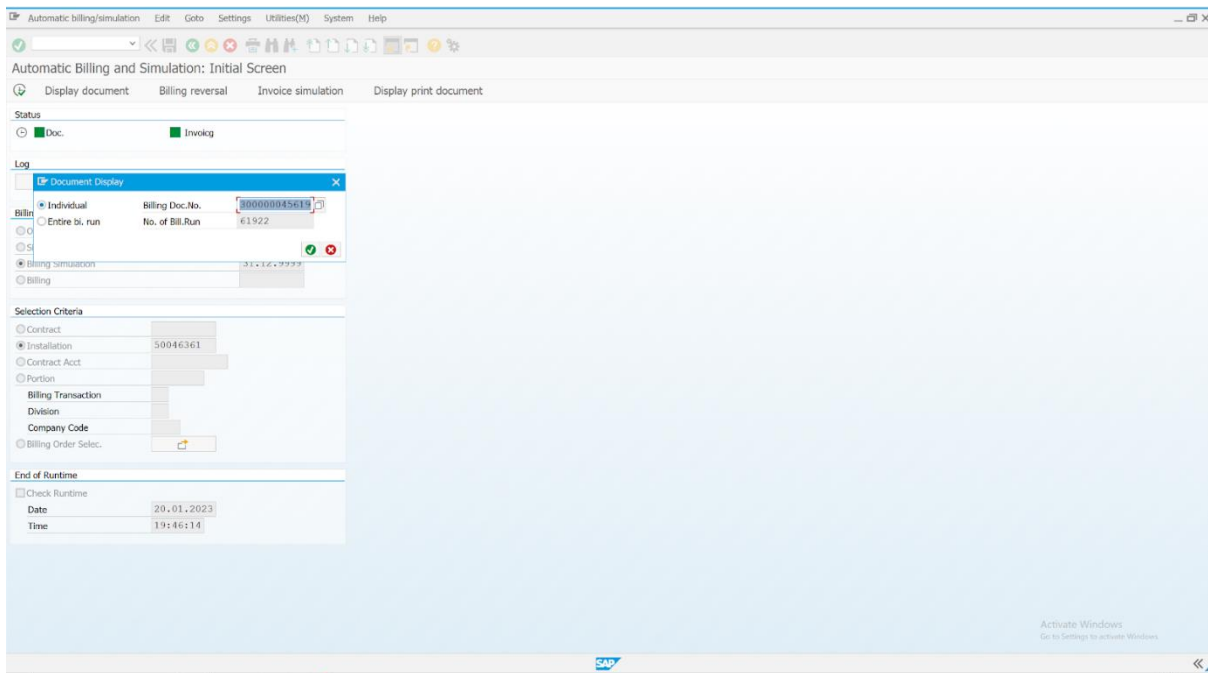 Automatic billing/simulation Edit Goto Settings Utilities(M) System Help
Automatic Billing and Simulation: Initial Screen
Display document Billing reversal Invoice simulation Display print document
Status
Doc. Invoicg
Log
Document Display
Individual Billing Doc.No. 300000045619
Entire bi. run No. of Bill.Run 61922
Billing Simulation 31.12.9999
Billing
Selection Criteria
Contract
Installation 50046361
Contract Acct
Portion
Billing Transaction
Division
Company Code
Billing Order Selec.
End of Runtime
Check Runtime
Date 20.01.2023
Time 19:46:14
Activate Windows
Go to Settings to activate Windows.
SAP